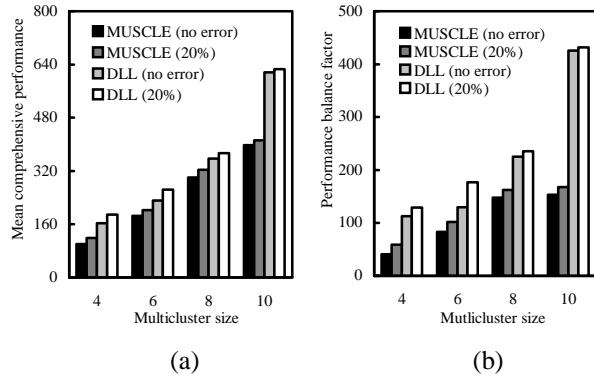 800
640
480
320
160
0
Mean comprehensive performance
MUSCLE (no error)
MUSCLE (20%)
DLL (no error)
DLL (20%)
4 6 8 10
Multicluster size
(a)
500
400
300
200
100
0
Performance balance factor
MUSCLE (no error)
MUSCLE (20%)
DLL (no error)
DLL (20%)
4 6 8 10
Mutlicluster size
(b)